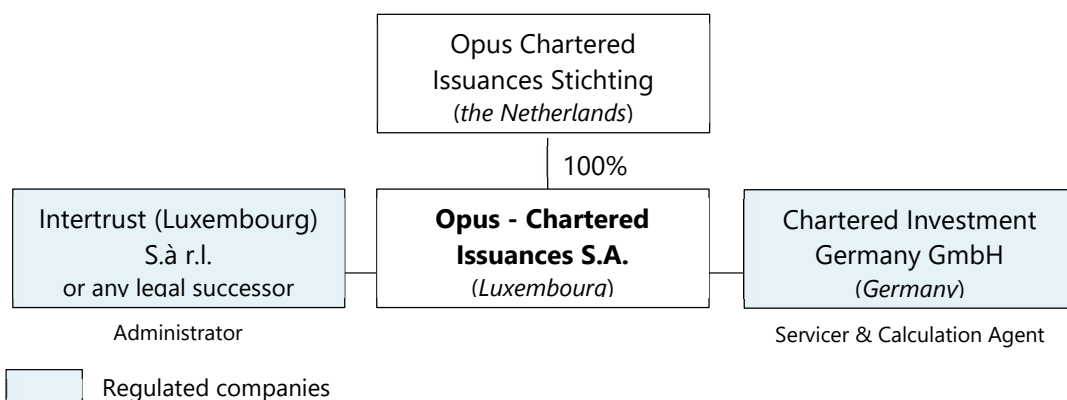 Opus Chartered
Issuances Stichting
(the Netherlands)
100%
Intertrust (Luxembourg)
S.à r.l.
or any legal successor
Opus - Chartered
Issuances S.A.
(Luxembourg)
Chartered Investment
Germany GmbH
(Germany)
Administrator
Servicer & Calculation Agent
Regulated companies